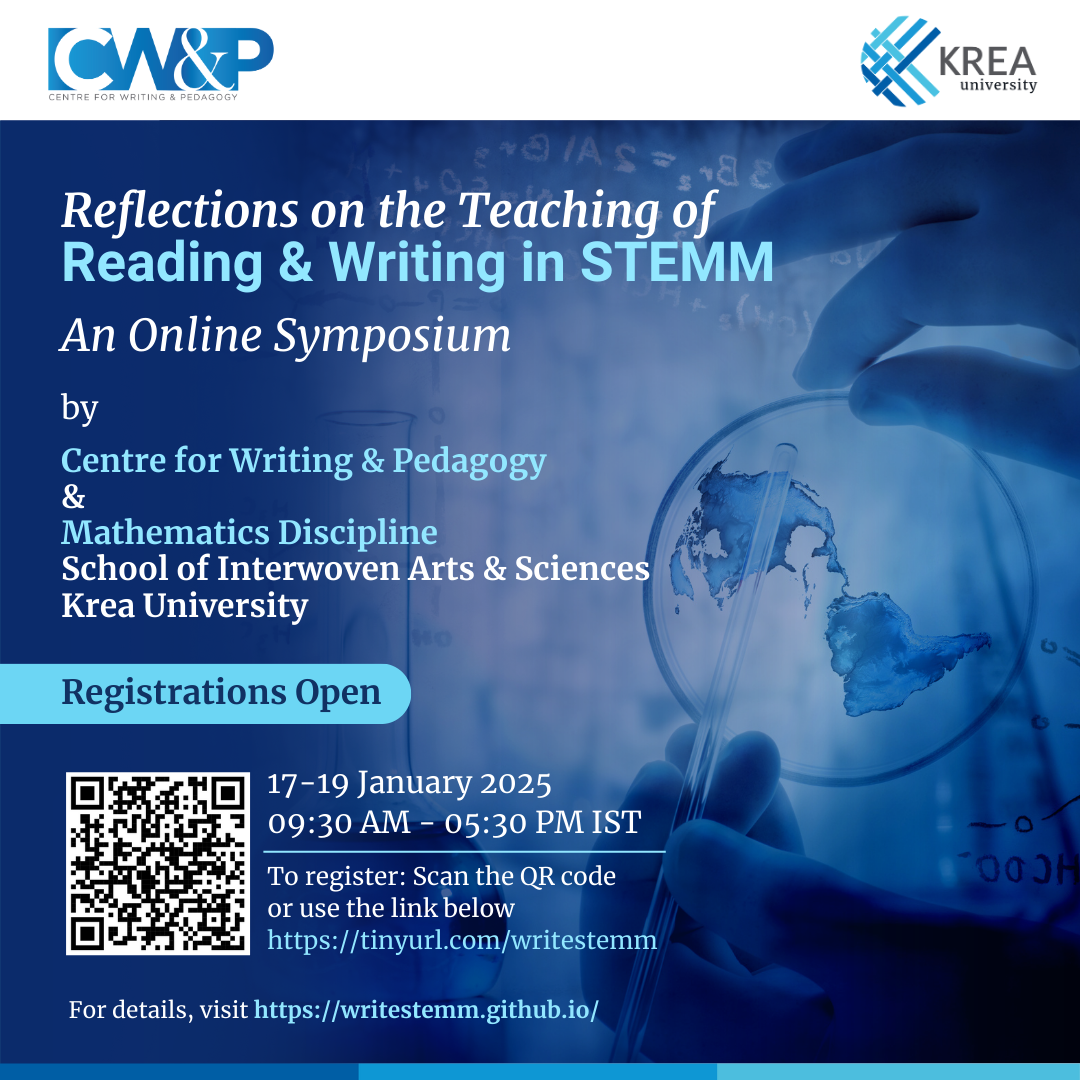 CW&P
CENTRE FOR WRITING & PEDAGOGY
KREA
university
Reflections on the Teaching of
Reading & Writing in STEMM
An Online Symposium
by
Centre for Writing & Pedagogy
&
Mathematics Discipline
School of Interwoven Arts & Sciences
Krea University
Registrations Open
17-19 January 2025
09:30 AM - 05:30 PM IST
To register: Scan the QR code
or use the link below
https://tinyurl.com/writestemm
For details, visit https://writestemm.github.io/